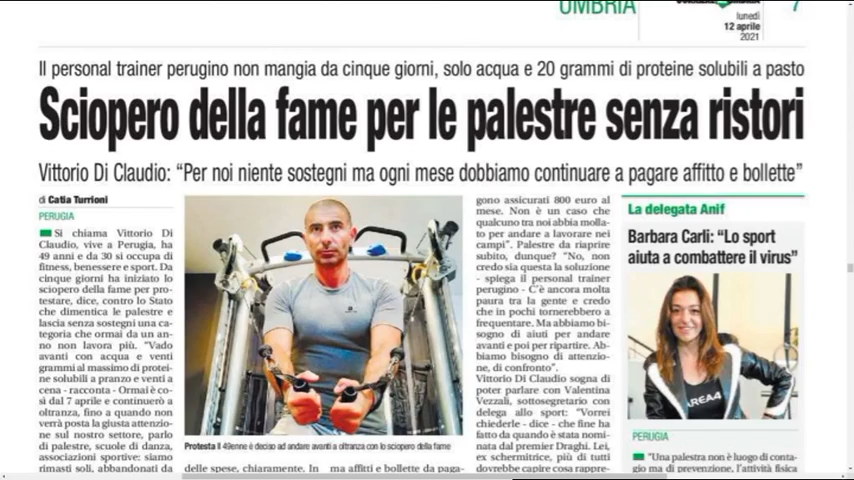 UMBRIA
lunedì
12 aprile
2021
7
Il personal trainer perugino non mangia da cinque giorni, solo acqua e 20 grammi di proteine solubili a pasto
Sciopero della fame per le palestre senza ristori
Vittorio Di Claudio: “Per noi niente sostegni ma ogni mese dobbiamo continuare a pagare affitto e bollette”
di Catia Turrioni
PERUGIA
Si chiama Vittorio Di
Claudio, vive a Perugia, ha
49 anni e da 30 si occupa di
fitness, benessere e sport. Da
cinque giorni ha iniziato lo
sciopero della fame per pro-
testare, dice, contro lo Stato
che dimentica le palestre e
lascia senza sostegni una
categoria che ormai da un an-
no non lavora più. “Vado
avanti con acqua e venti
grammi al massimo di protei-
ne solubili a pranzo e venti a
cena - racconta - Ormai è co-
sì dal 7 aprile e continuerò a
oltranza, fino a quando non
verrà posta la giusta attenzio-
ne sul nostro settore, parlo
di palestre, scuole di danza,
associazioni sportive: siamo
rimasti soli, abbandonati da
AREA4
Protesta Il 49enne è deciso ad andare avanti a oltranza con lo sciopero della fame
delle spese, chiaramente. In
ma affitti e bollette da paga-
gono assicurati 800 euro al
mese. Non è un caso che
qualcuno tra noi abbia molla-
to per andare a lavorare nei
campi”. Palestre da riaprire
subito, dunque? “No, non
credo sia questa la soluzione
- spiega il personal trainer
perugino - C'è ancora molta
paura tra la gente e credo
che in pochi tornerebbero a
frequentare. Ma abbiamo bi-
sogno di aiuti per andare
avanti e poi per ripartire. Ab-
biamo bisogno di attenzio-
ne, di confronto”.
Vittorio Di Claudio sogna di
poter parlare con Valentina
Vezzali, sottosegretario con
delega allo sport: “Vorrei
chiederle - dice - che fine ha
fatto da quando è stata nomi-
nata dal premier Draghi. Lei,
ex schermitrice, più di tutti
dovrebbe capire cosa rappre-
La delegata Anif
Barbara Carli: “Lo sport
aiuta a combattere il virus”
PERUGIA
“Una palestra non è luogo di conta-
gio ma di prevenzione, l'attività fisica